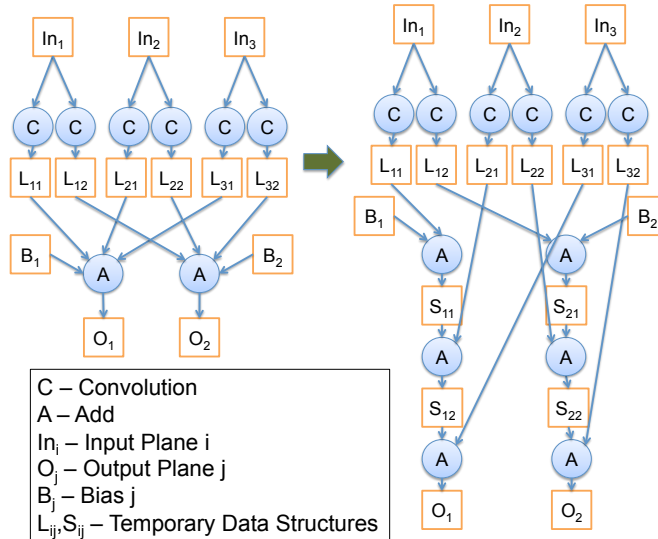 In₁ In₂ In₃
C C C C C C
L₁₁ L₁₂ L₂₁ L₂₂ L₃₁ L₃₂
B₁ A A B₂
O₁ O₂
In₁ In₂ In₃
C C C C C C
L₁₁ L₁₂ L₂₁ L₂₂ L₃₁ L₃₂
B₁ B₂
A A
S₁₁ S₂₁
A A
S₁₂ S₂₂
A A
O₁ O₂
C – Convolution
A – Add
Inᵢ – Input Plane i
Oⱼ – Output Plane j
Bⱼ – Bias j
Lᵢⱼ,Sᵢⱼ – Temporary Data Structures